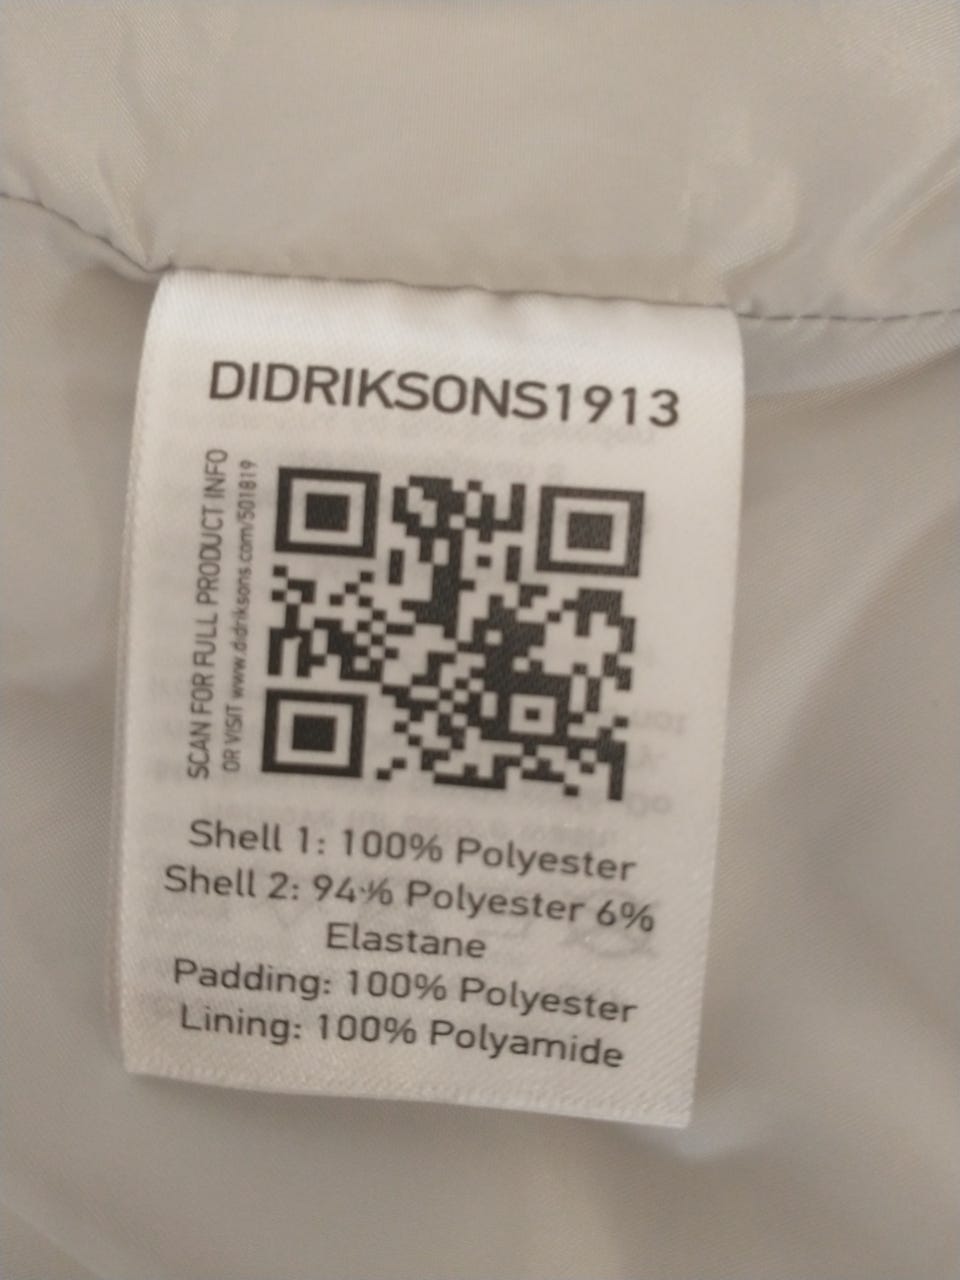 DIDRIKSONS1913
SCAN FOR FULL PRODUCT INFO
OR VISIT www.didriksons.com/501819
Shell 1: 100% Polyester
Shell 2: 94% Polyester 6%
Elastane
Padding: 100% Polyester
Lining: 100% Polyamide